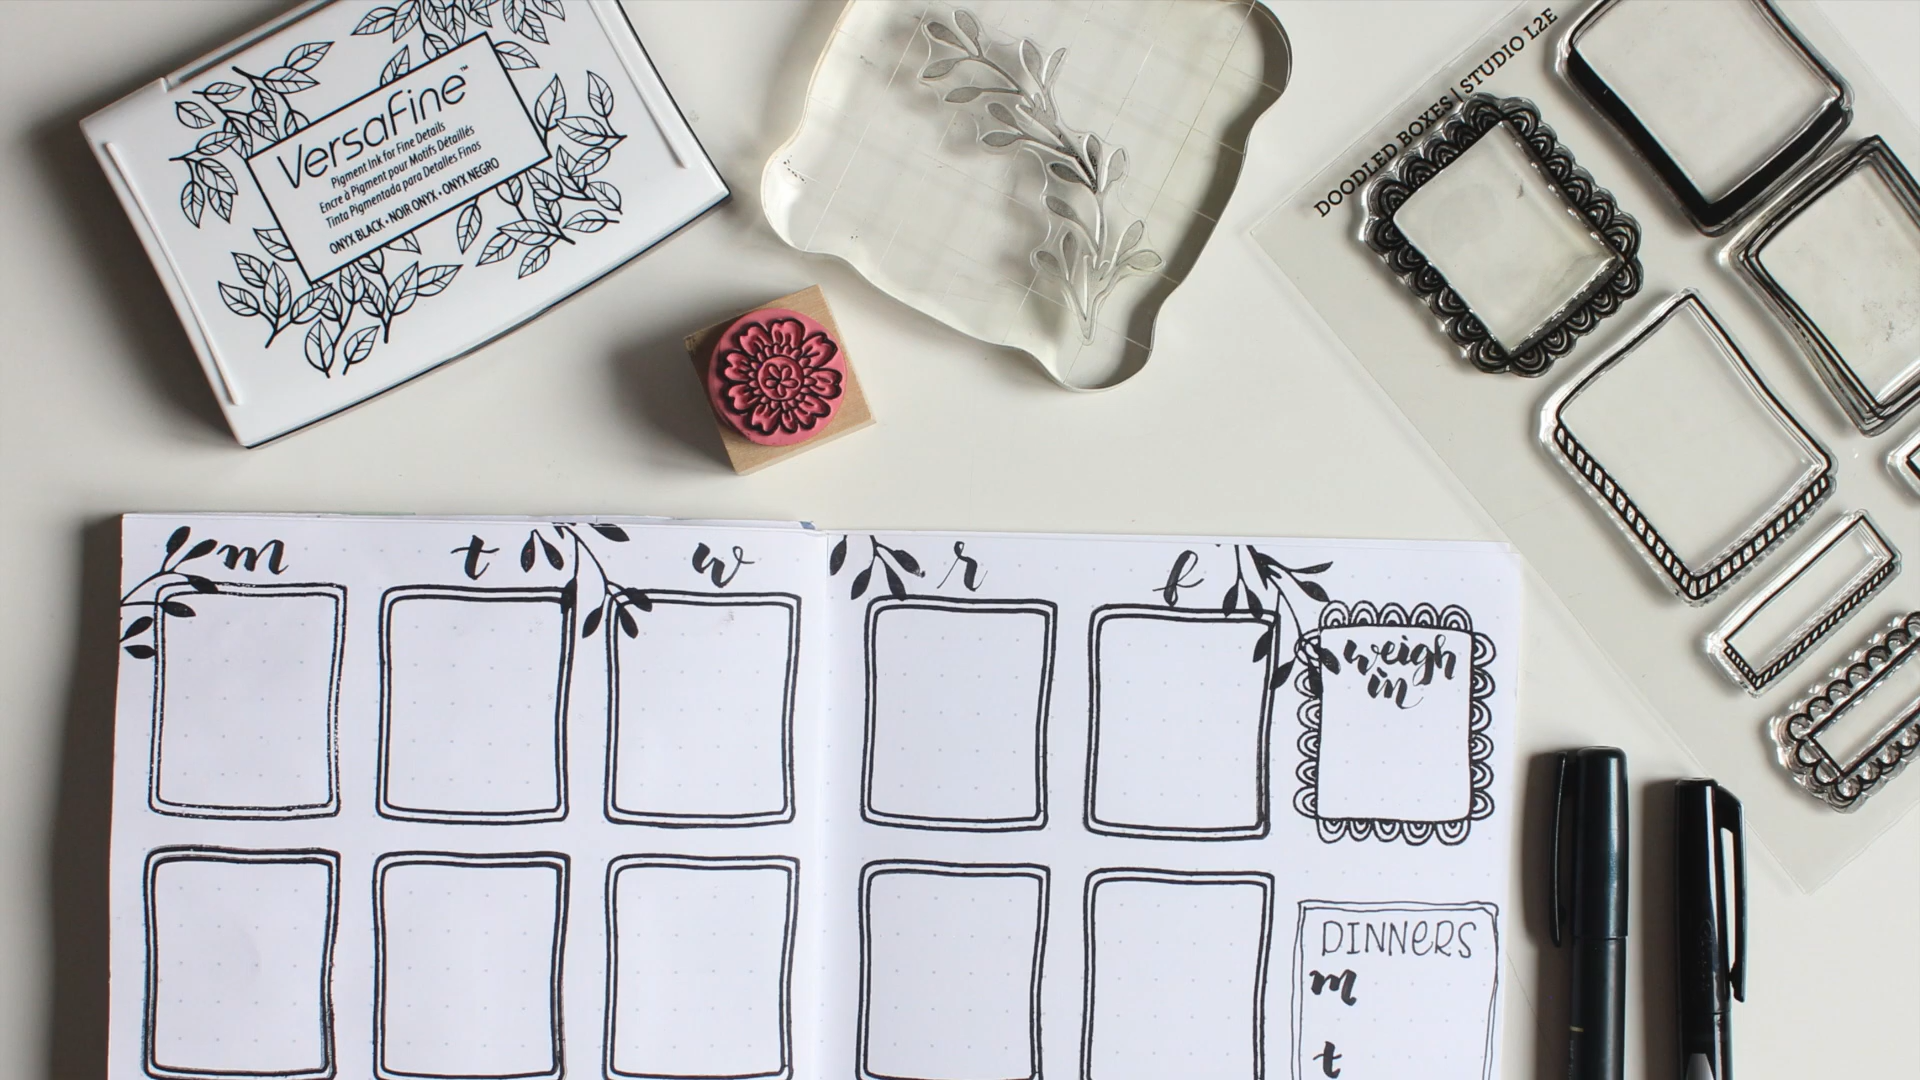 VersaFine™
Pigment Ink for Fine Details
Encre à Pigment pour Motifs Détaillés
Tinta Pigmentada para Detalles Finos
ONYX BLACK • NOIR ONYX • ONYX NEGRO
DOODLED BOXES | STUDIO L2E
m t w r f
weigh
in
DINNERS
m
t